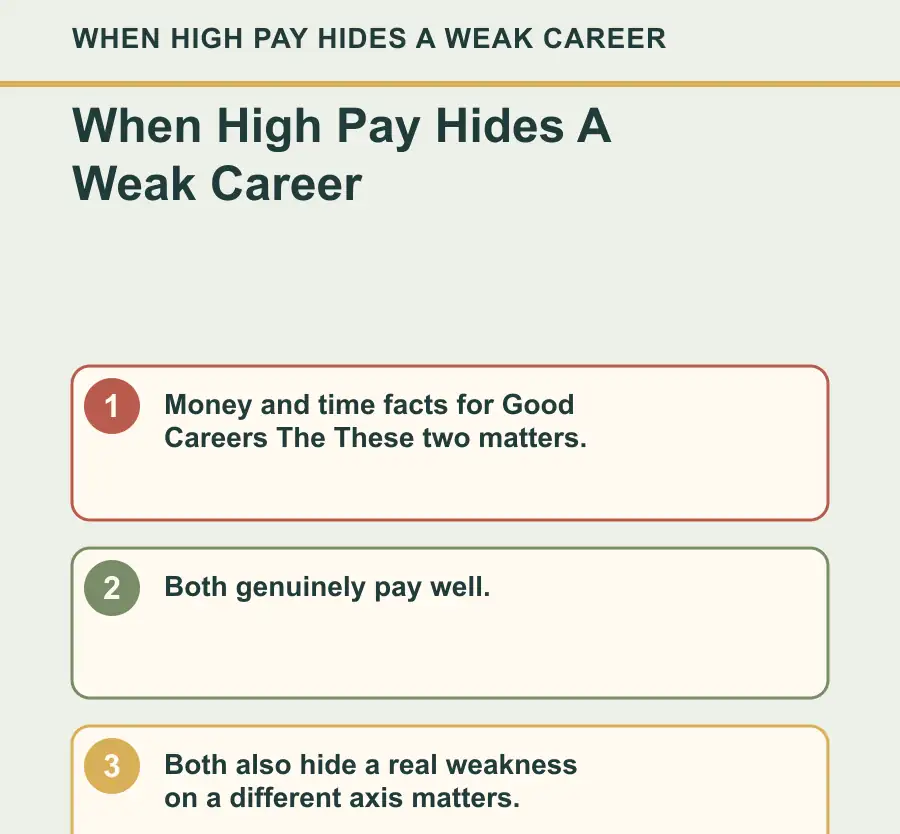 WHEN HIGH PAY HIDES A WEAK CAREER
When High Pay Hides A
Weak Career
1
Money and time facts for Good
Careers The These two matters.
2
Both genuinely pay well.
3
Both also hide a real weakness
on a different axis matters.